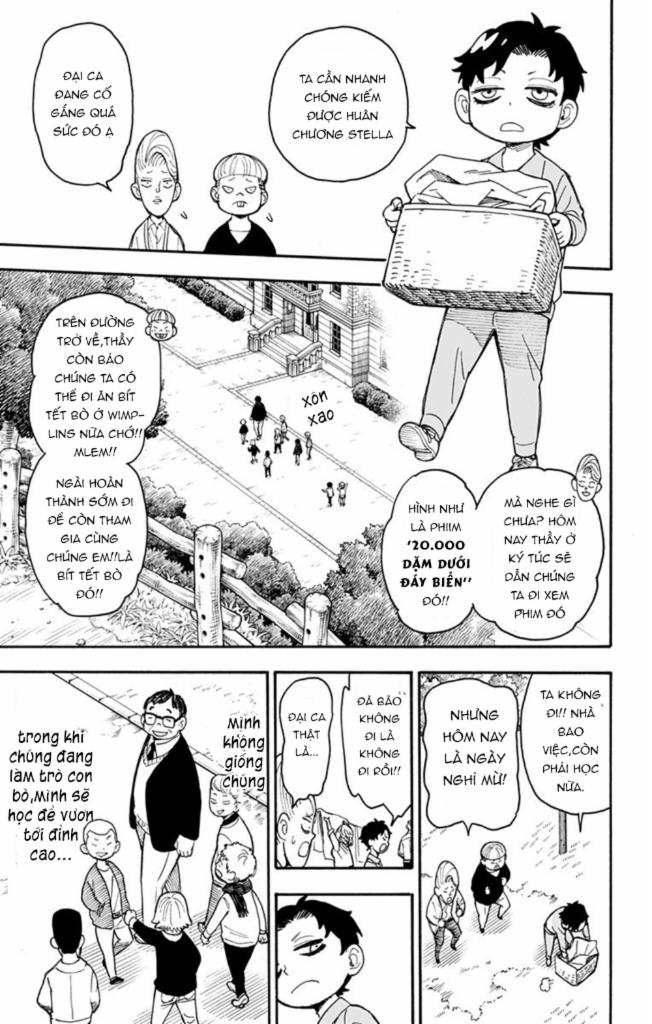 TA CẦN NHANH
CHÓNG KIẾM
ĐƯỢC HUÂN
CHƯƠNG STELLA
ĐẠI CA
ĐANG CỐ
GẮNG QUÁ
SỨC ĐÓ Ạ
MÀ NGHE GÌ
CHƯA? HÔM
NAY THẦY Ở
KÝ TÚC SẼ
DẪN CHÚNG
TA ĐI XEM
PHIM ĐÓ
HÌNH NHƯ
LÀ PHIIM
'20.000
DẶM DƯỚI
ĐÁY BIỂN''
ĐÓ!!
xôn
xao
TRÊN ĐƯỜNG
TRỞ VỀ,THẦY
CÒN BẢO
CHÚNG TA CÓ
THỂ ĐI ĂN BÍT
TẾT BÒ Ở WIMP-
LINGS NỮA CHỚ!!
MLEM!!
NGÀI HOÀN
THÀNH SỚM ĐI
ĐỂ CÒN THAM
GIA CÙNG
CHÚNG EM!!LÀ
BÍT TẾT BÒ
ĐÓ!!
TA KHÔNG
ĐI!! NHÀ
BAO
VIỆC,CÒN
PHẢI HỌC
NỮA.
NHƯNG
HÔM NAY
LÀ NGÀY
NGHỈ MỪ!
ĐÃ BẢO
KHÔNG
ĐI LÀ
KHÔNG
ĐI RỒI!!
ĐẠI CA
THẬT
LÀ...
Mình
không
giống
chúng
trong khi
chúng đang
làm trò con
bò,mình sẽ
học để vươn
tới đỉnh
cao...